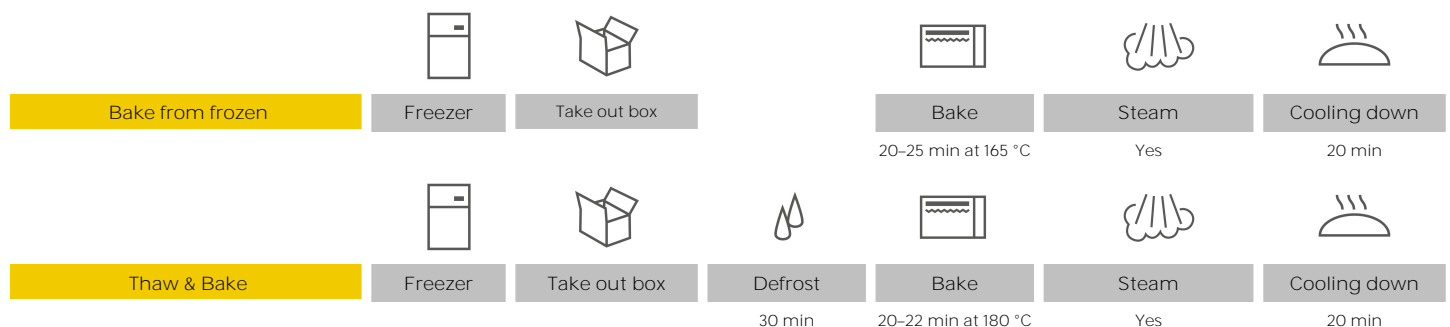 Bake from frozen Freezer Take out box Bake Steam Cooling down
20–25 min at 165 °C Yes 20 min
Thaw & Bake Freezer Take out box Defrost Bake Steam Cooling down
30 min 20–22 min at 180 °C Yes 20 min